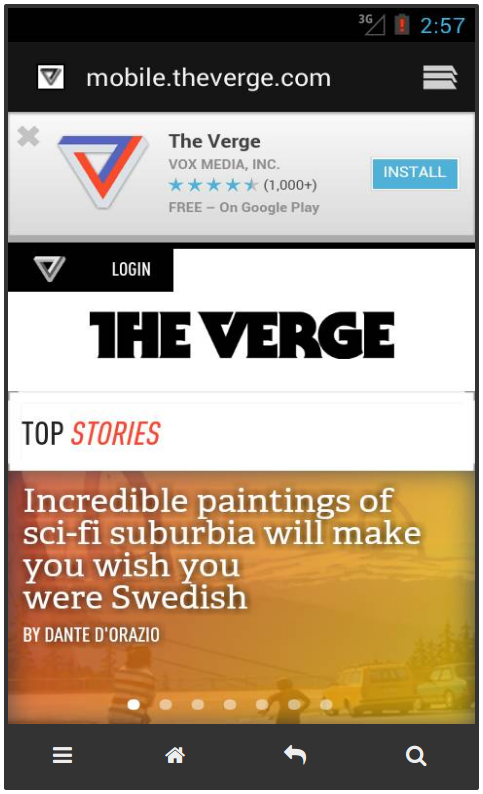 3G 2:57
mobile.theverge.com
The Verge
VOX MEDIA, INC.
(1,000+)
FREE – On Google Play
INSTALL
LOGIN
THE VERGE
TOP STORIES
Incredible paintings of
sci-fi suburbia will make
you wish you
were Swedish
BY DANTE D'ORAZIO